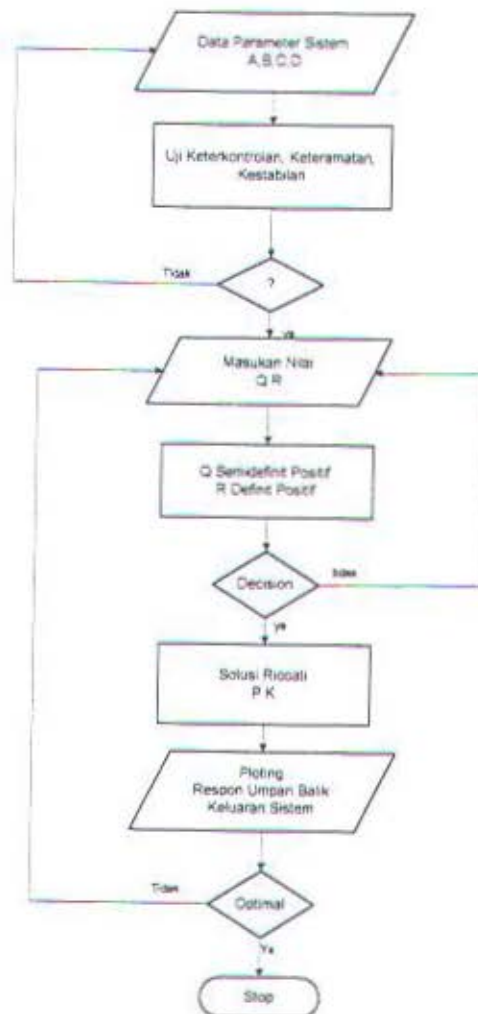 Data Parameter Sistem
A,B,C,D
Uji Keterkontrolan, Keteramatan,
Kestabilan
Tidak
?
ya
Masukan Nilai
Q R
Q Semidefinit Positif
R Definit Positif
Decision
tidak
ya
Solusi Riccati
P K
Ploting
Respon Umpan Balik
Keluaran Sistem
Tidak
Optimal
Ya
Stop